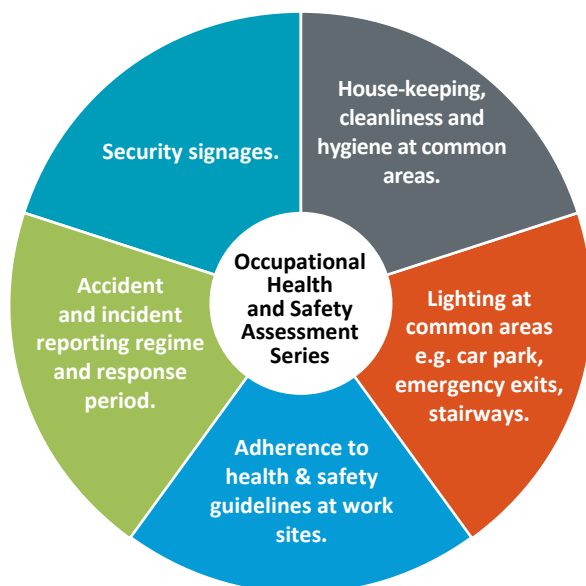 House-keeping,
cleanliness and
hygiene at common
areas.
Lighting at
common areas
e.g. car park,
emergency exits,
stairways.
Adherence to
health & safety
guidelines at work
sites.
Accident
and incident
reporting regime
and response
period.
Security signages.
Occupational
Health
and Safety
Assessment
Series